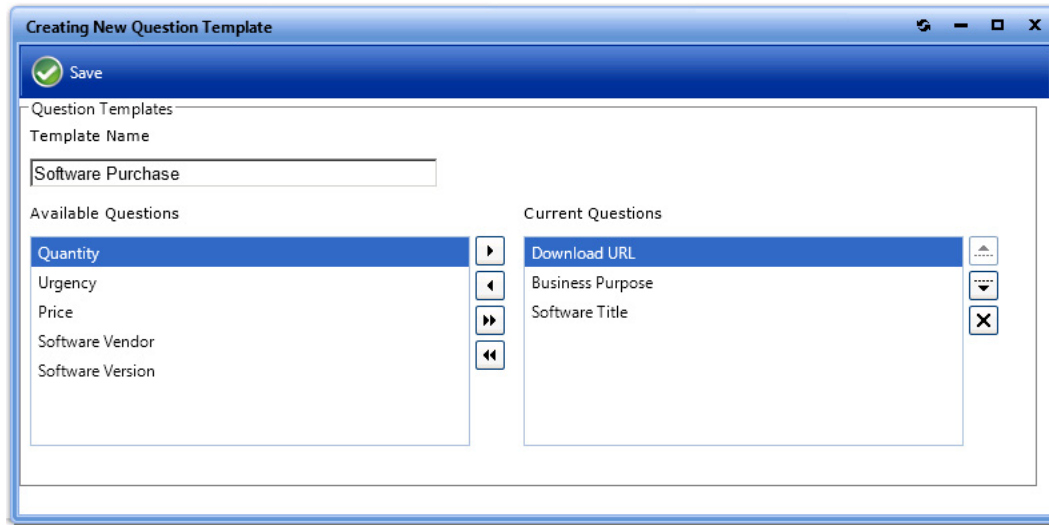 Creating New Question Template
Save
Question Templates
Template Name
Software Purchase
Available Questions
Quantity
Urgency
Price
Software Vendor
Software Version
Current Questions
Download URL
Business Purpose
Software Title